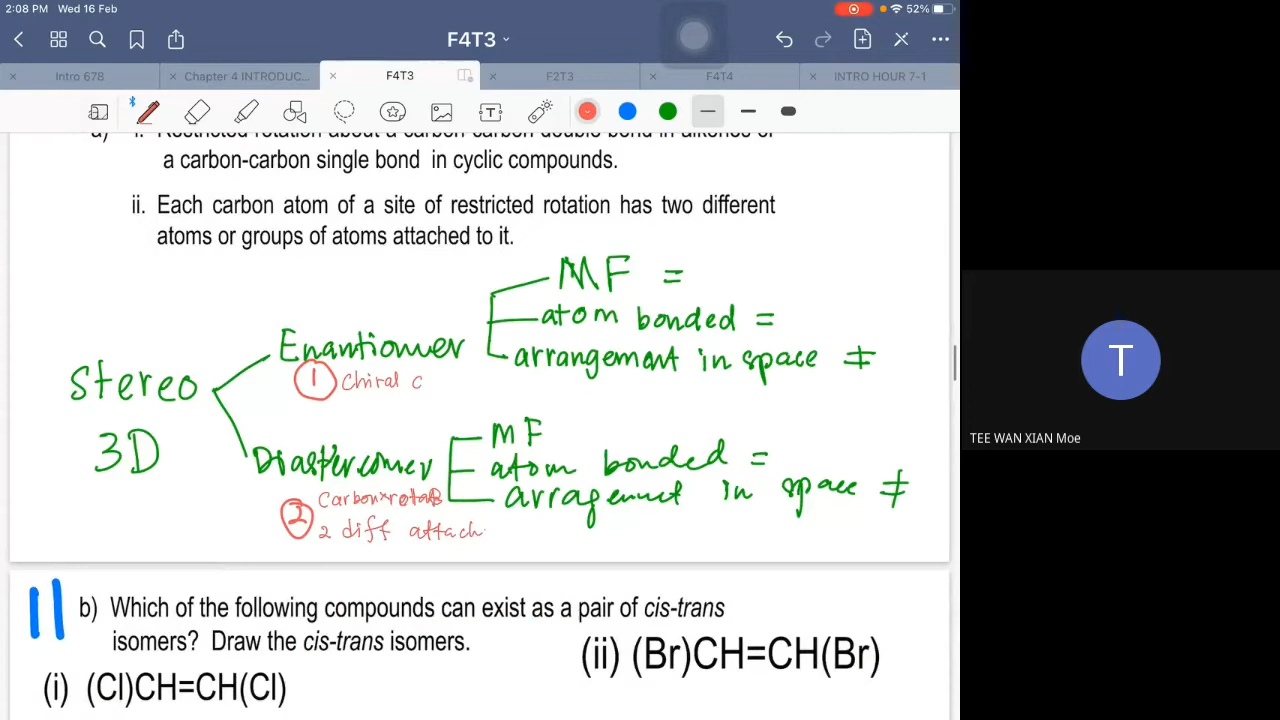 2:08 PM Wed 16 Feb
52%
F4T3
Intro 678
Chapter 4 INTRODUC...
F4T3
F2T3
F4T4
INTRO HOUR 7-1
a carbon-carbon single bond in cyclic compounds.
ii. Each carbon atom of a site of restricted rotation has two different
atoms or groups of atoms attached to it.
MF =
atom bonded =
Enantiomer
arrangement in space ≠
1 Chiral C
Stereo
3D
MF
Diastereomer
atom bonded =
arragemnet in space ≠
Carbon
2
2 diff attach
TEE WAN XIAN Moe
T
11
b) Which of the following compounds can exist as a pair of cis-trans
isomers? Draw the cis-trans isomers.
(i) (Cl)CH=CH(Cl)
(ii) (Br)CH=CH(Br)